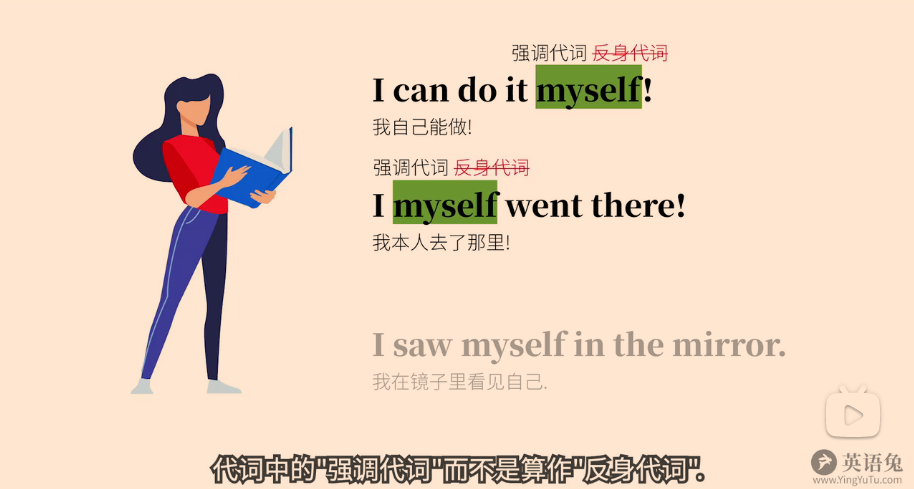 强调代词 反身代词
I can do it myself!
我自己能做!
强调代词 反身代词
I myself went there!
我本人去了那里!
I saw myself in the mirror.
我在镜子里看见自己.
英语兔
www.YingYuTu.com
代词中的"强调代词"而不是算作"反身代词".